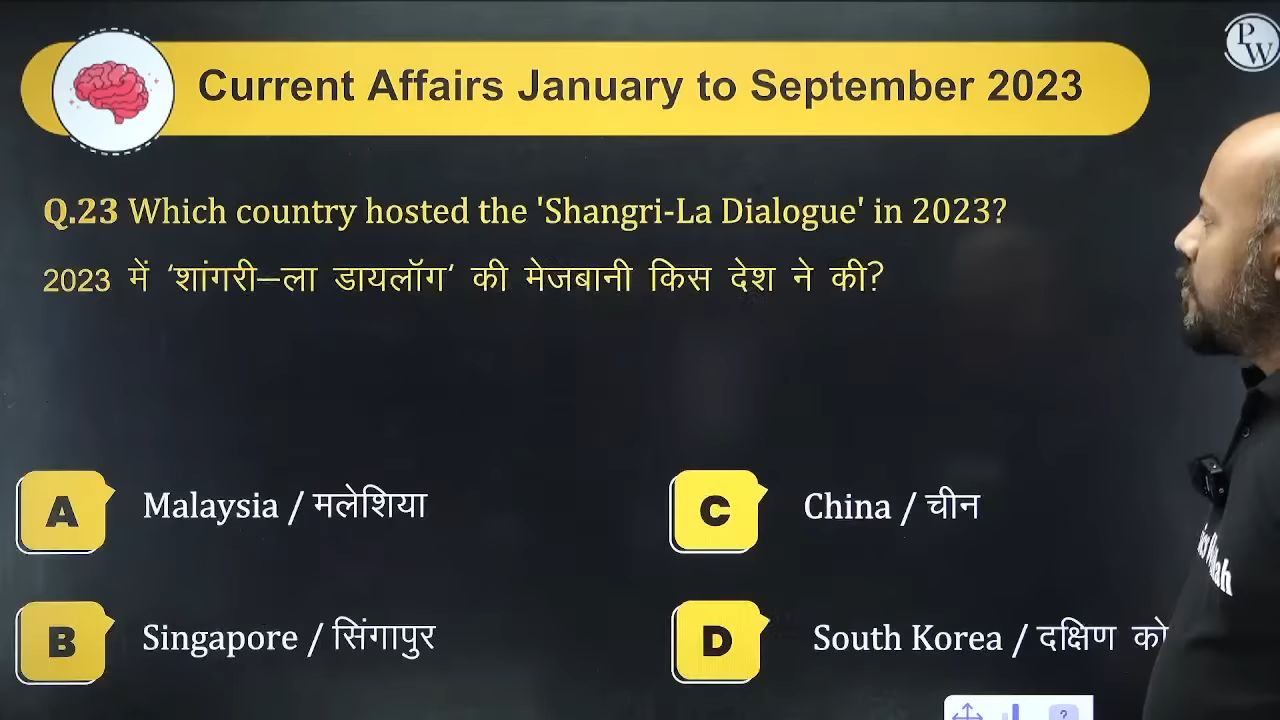 Current Affairs January to September 2023
PW
Q.23 Which country hosted the 'Shangri-La Dialogue' in 2023?
2023 में ‘शांगरी–ला डायलॉग‘ की मेजबानी किस देश ने की?
A Malaysia / मलेशिया
C China / चीन
B Singapore / सिंगापुर
D South Korea / दक्षिण को
?